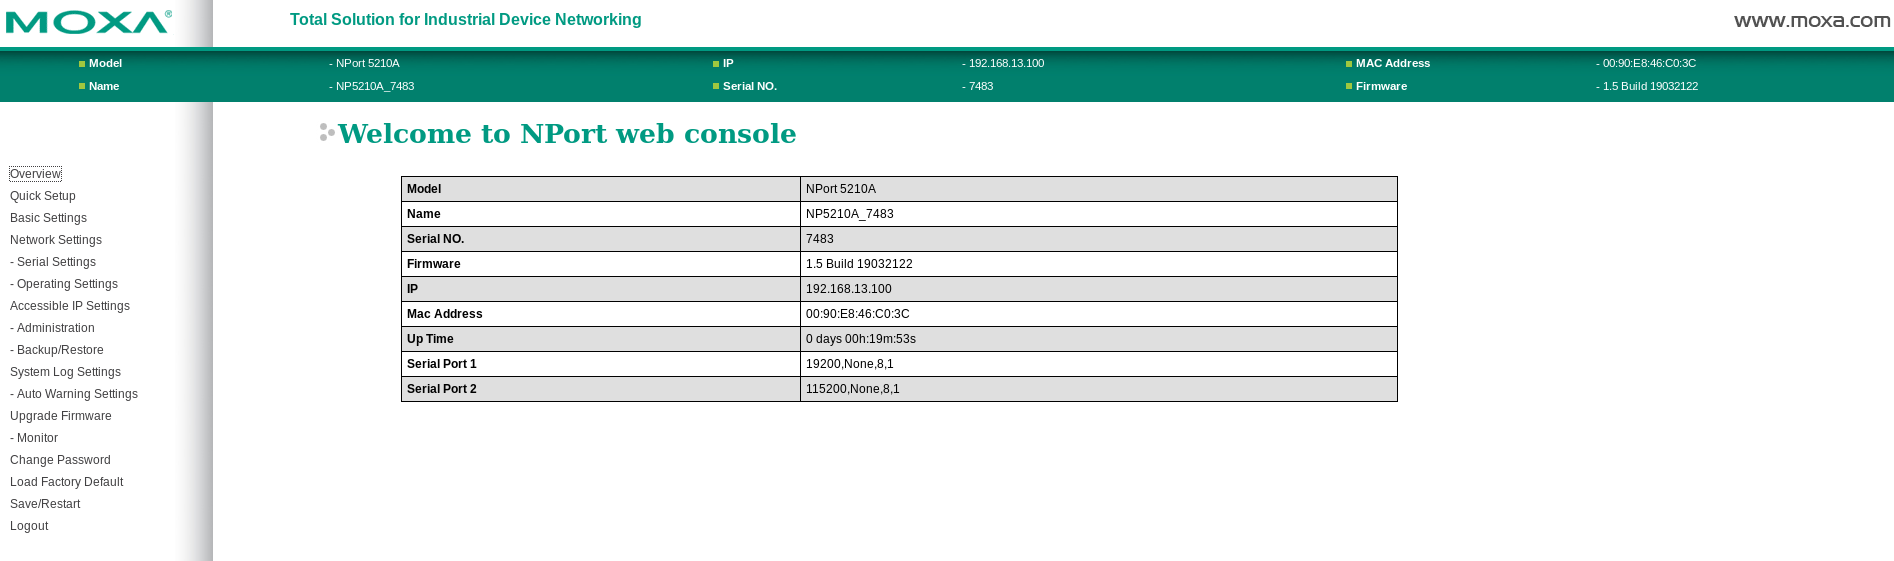 MOXA®
Total Solution for Industrial Device Networking
www.moxa.com
Model - NPort 5210A IP - 192.168.13.100 MAC Address - 00:90:E8:46:C0:3C
Name - NP5210A_7483 Serial NO. - 7483 Firmware - 1.5 Build 19032122
Overview
Quick Setup
Basic Settings
Network Settings
- Serial Settings
- Operating Settings
Accessible IP Settings
- Administration
- Backup/Restore
System Log Settings
- Auto Warning Settings
Upgrade Firmware
- Monitor
Change Password
Load Factory Default
Save/Restart
Logout
Welcome to NPort web console
Model NPort 5210A
Name NP5210A_7483
Serial NO. 7483
Firmware 1.5 Build 19032122
IP 192.168.13.100
Mac Address 00:90:E8:46:C0:3C
Up Time 0 days 00h:19m:53s
Serial Port 1 19200,None,8,1
Serial Port 2 115200,None,8,1